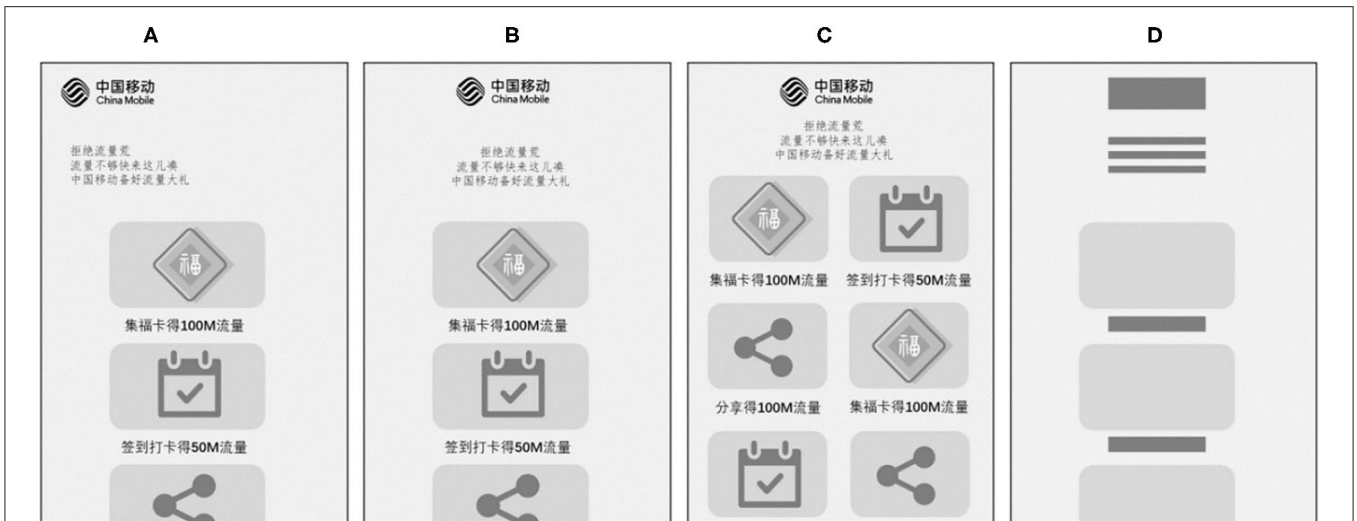 A
B
C
D
中国移动
China Mobile
拒绝流量荒
流量不够快来这儿凑
中国移动备好流量大礼
福
集福卡得100M流量
签到打卡得50M流量
中国移动
China Mobile
拒绝流量荒
流量不够快来这儿凑
中国移动备好流量大礼
福
集福卡得100M流量
签到打卡得50M流量
中国移动
China Mobile
拒绝流量荒
流量不够快来这儿凑
中国移动备好流量大礼
福
集福卡得100M流量
签到打卡得50M流量
福
分享得100M流量
集福卡得100M流量